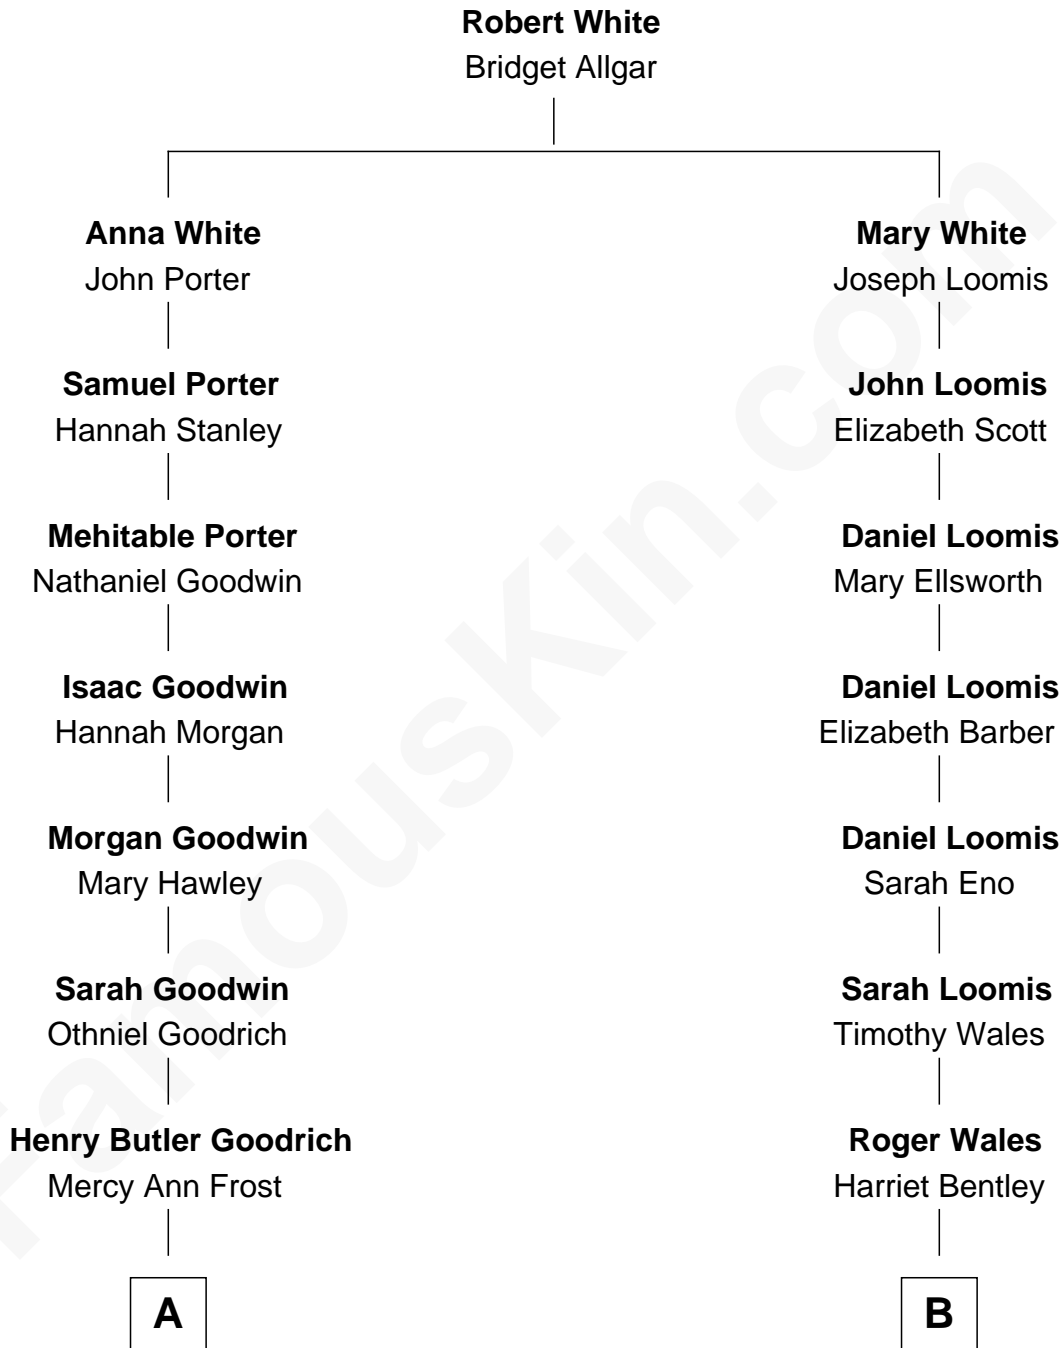 Robert White
Bridget Allgar
Anna White
John Porter
Mary White
Joseph Loomis
Samuel Porter
Hannah Stanley
John Loomis
Elizabeth Scott
Mehitable Porter
Nathaniel Goodwin
Daniel Loomis
Mary Ellsworth
Isaac Goodwin
Hannah Morgan
Daniel Loomis
Elizabeth Barber
Morgan Goodwin
Mary Hawley
Daniel Loomis
Sarah Eno
Sarah Goodwin
Othniel Goodrich
Sarah Loomis
Timothy Wales
Henry Butler Goodrich
Mercy Ann Frost
Roger Wales
Harriet Bentley
A
B
FamousKin.com